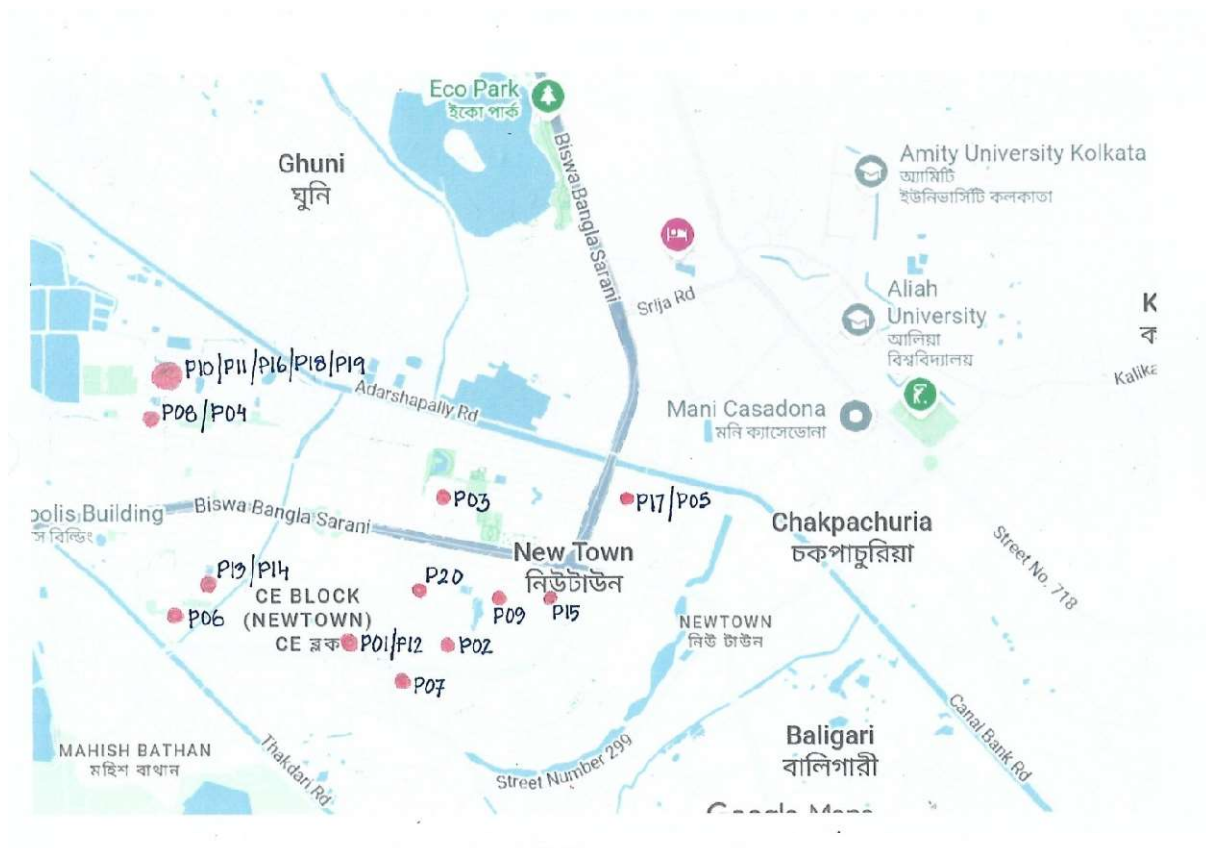 Eco Park
ইকো পার্ক
Biswa Bangla Sarani
Ghuni
ঘুনি
Amity University Kolkata
অ্যামিটি
ইউনিভার্সিটি কলকাতা
Srija Rd
Aliah
University
আলিয়া
বিশ্ববিদ্যালয়
K
ক
Kalika
P10/P11/P16/P18/P19
P08/P04
Adarshapally Rd
Mani Casadona
মনি ক্যাসেডোনা
polis Building
স বিল্ডিং
Biswa Bangla Sarani
P03
P17/P05
Chakpachuria
চকপাচুরিয়া
Street No. 718
New Town
নিউটাউন
P13/P14
P20
CE BLOCK
(NEWTOWN)
CE ব্লক
P06
P09
P15
P01/P12
P02
NEWTOWN
নিউ টাউন
P07
MAHISH BATHAN
মহিশ বাথান
Thakdari Rd
Street Number 299
Baligari
বালিগারী
Canal Bank Rd
Google Maps